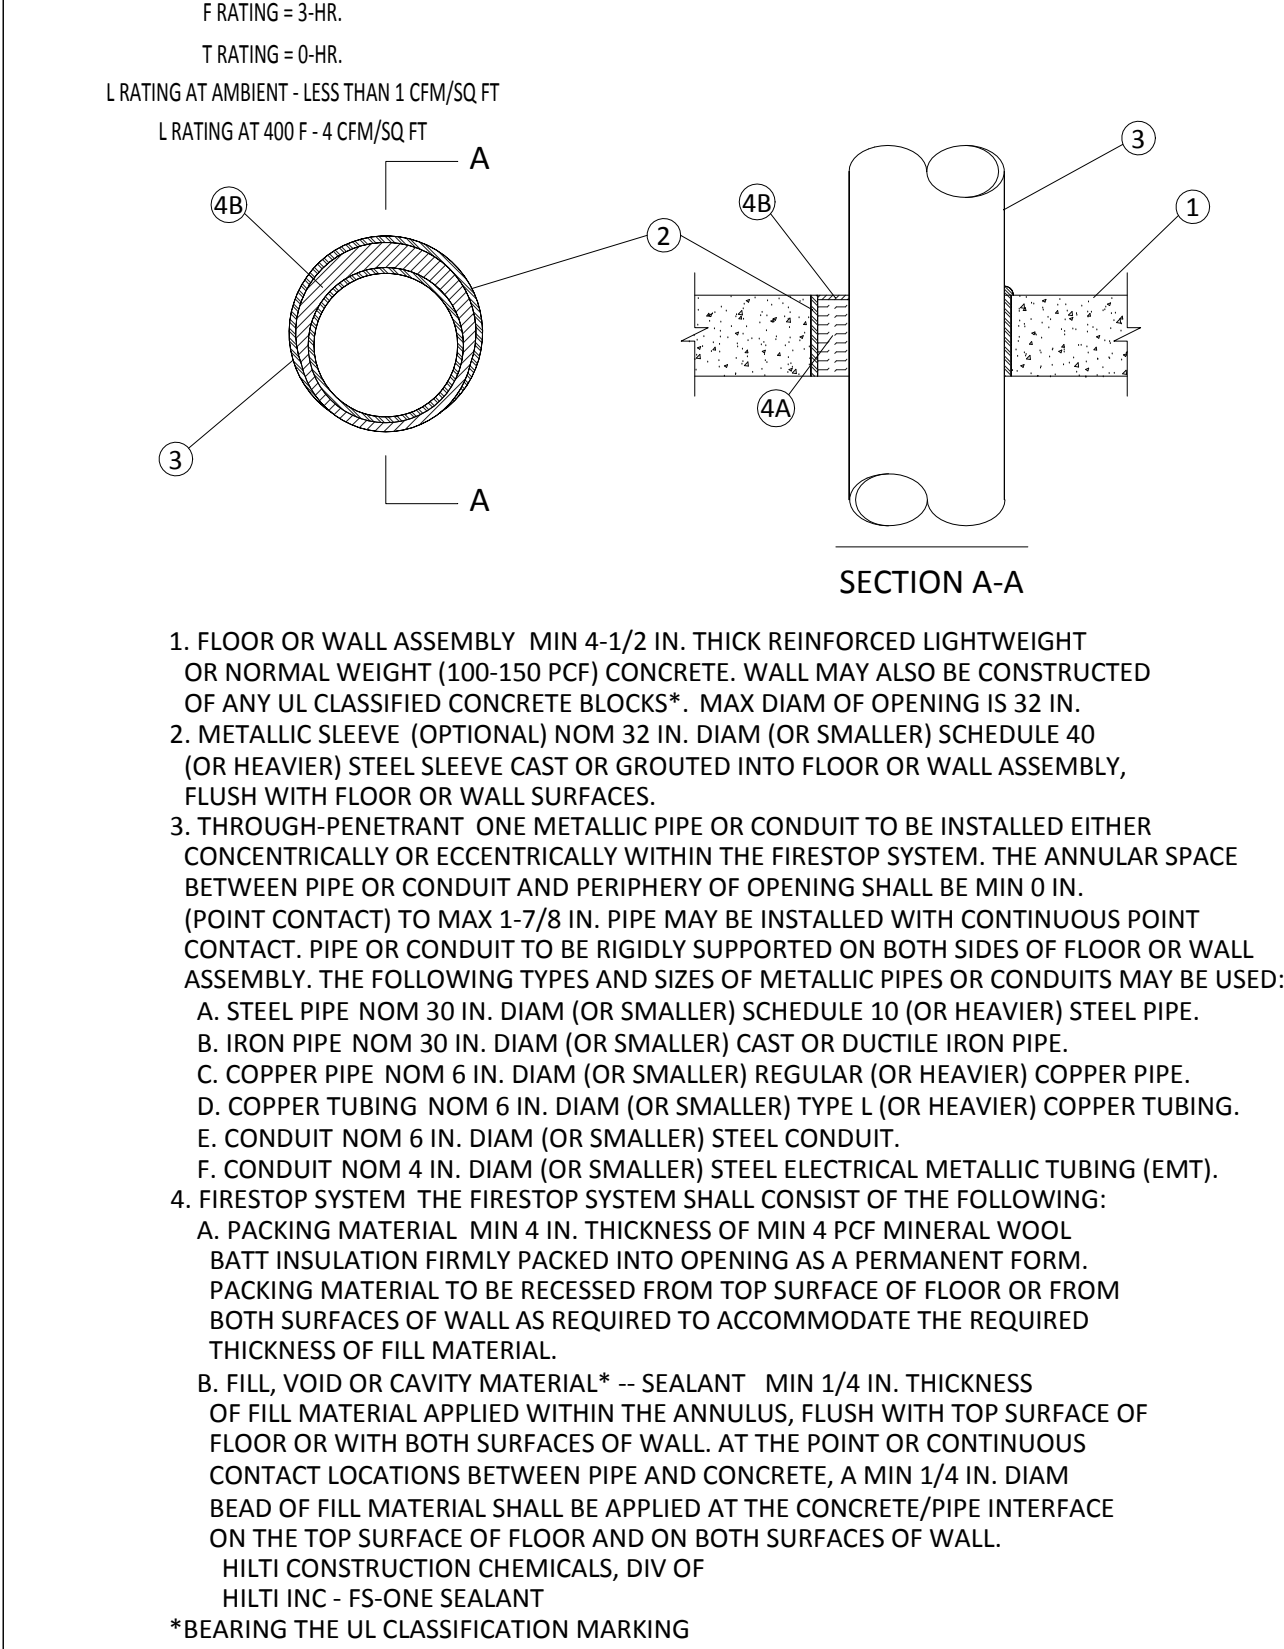 F RATING = 3-HR.
T RATING = 0-HR.
L RATING AT AMBIENT - LESS THAN 1 CFM/SQ FT
L RATING AT 400 F - 4 CFM/SQ FT
A
4B
2
3
A
4B
3
1
4A
SECTION A-A
1. FLOOR OR WALL ASSEMBLY MIN 4-1/2 IN. THICK REINFORCED LIGHTWEIGHT
OR NORMAL WEIGHT (100-150 PCF) CONCRETE. WALL MAY ALSO BE CONSTRUCTED
OF ANY UL CLASSIFIED CONCRETE BLOCKS*. MAX DIAM OF OPENING IS 32 IN.
2. METALLIC SLEEVE (OPTIONAL) NOM 32 IN. DIAM (OR SMALLER) SCHEDULE 40
(OR HEAVIER) STEEL SLEEVE CAST OR GROUTED INTO FLOOR OR WALL ASSEMBLY,
FLUSH WITH FLOOR OR WALL SURFACES.
3. THROUGH-PENETRANT ONE METALLIC PIPE OR CONDUIT TO BE INSTALLED EITHER
CONCENTRICALLY OR ECCENTRICALLY WITHIN THE FIRESTOP SYSTEM. THE ANNULAR SPACE
BETWEEN PIPE OR CONDUIT AND PERIPHERY OF OPENING SHALL BE MIN 0 IN.
(POINT CONTACT) TO MAX 1-7/8 IN. PIPE MAY BE INSTALLED WITH CONTINUOUS POINT
CONTACT. PIPE OR CONDUIT TO BE RIGIDLY SUPPORTED ON BOTH SIDES OF FLOOR OR WALL
ASSEMBLY. THE FOLLOWING TYPES AND SIZES OF METALLIC PIPES OR CONDUITS MAY BE USED:
A. STEEL PIPE NOM 30 IN. DIAM (OR SMALLER) SCHEDULE 10 (OR HEAVIER) STEEL PIPE.
B. IRON PIPE NOM 30 IN. DIAM (OR SMALLER) CAST OR DUCTILE IRON PIPE.
C. COPPER PIPE NOM 6 IN. DIAM (OR SMALLER) REGULAR (OR HEAVIER) COPPER PIPE.
D. COPPER TUBING NOM 6 IN. DIAM (OR SMALLER) TYPE L (OR HEAVIER) COPPER TUBING.
E. CONDUIT NOM 6 IN. DIAM (OR SMALLER) STEEL CONDUIT.
F. CONDUIT NOM 4 IN. DIAM (OR SMALLER) STEEL ELECTRICAL METALLIC TUBING (EMT).
4. FIRESTOP SYSTEM THE FIRESTOP SYSTEM SHALL CONSIST OF THE FOLLOWING:
A. PACKING MATERIAL MIN 4 IN. THICKNESS OF MIN 4 PCF MINERAL WOOL
BATT INSULATION FIRMLY PACKED INTO OPENING AS A PERMANENT FORM.
PACKING MATERIAL TO BE RECESSED FROM TOP SURFACE OF FLOOR OR FROM
BOTH SURFACES OF WALL AS REQUIRED TO ACCOMMODATE THE REQUIRED
THICKNESS OF FILL MATERIAL.
B. FILL, VOID OR CAVITY MATERIAL* -- SEALANT MIN 1/4 IN. THICKNESS
OF FILL MATERIAL APPLIED WITHIN THE ANNULUS, FLUSH WITH TOP SURFACE OF
FLOOR OR WITH BOTH SURFACES OF WALL. AT THE POINT OR CONTINUOUS
CONTACT LOCATIONS BETWEEN PIPE AND CONCRETE, A MIN 1/4 IN. DIAM
BEAD OF FILL MATERIAL SHALL BE APPLIED AT THE CONCRETE/PIPE INTERFACE
ON THE TOP SURFACE OF FLOOR AND ON BOTH SURFACES OF WALL.
HILTI CONSTRUCTION CHEMICALS, DIV OF
HILTI INC - FS-ONE SEALANT
*BEARING THE UL CLASSIFICATION MARKING